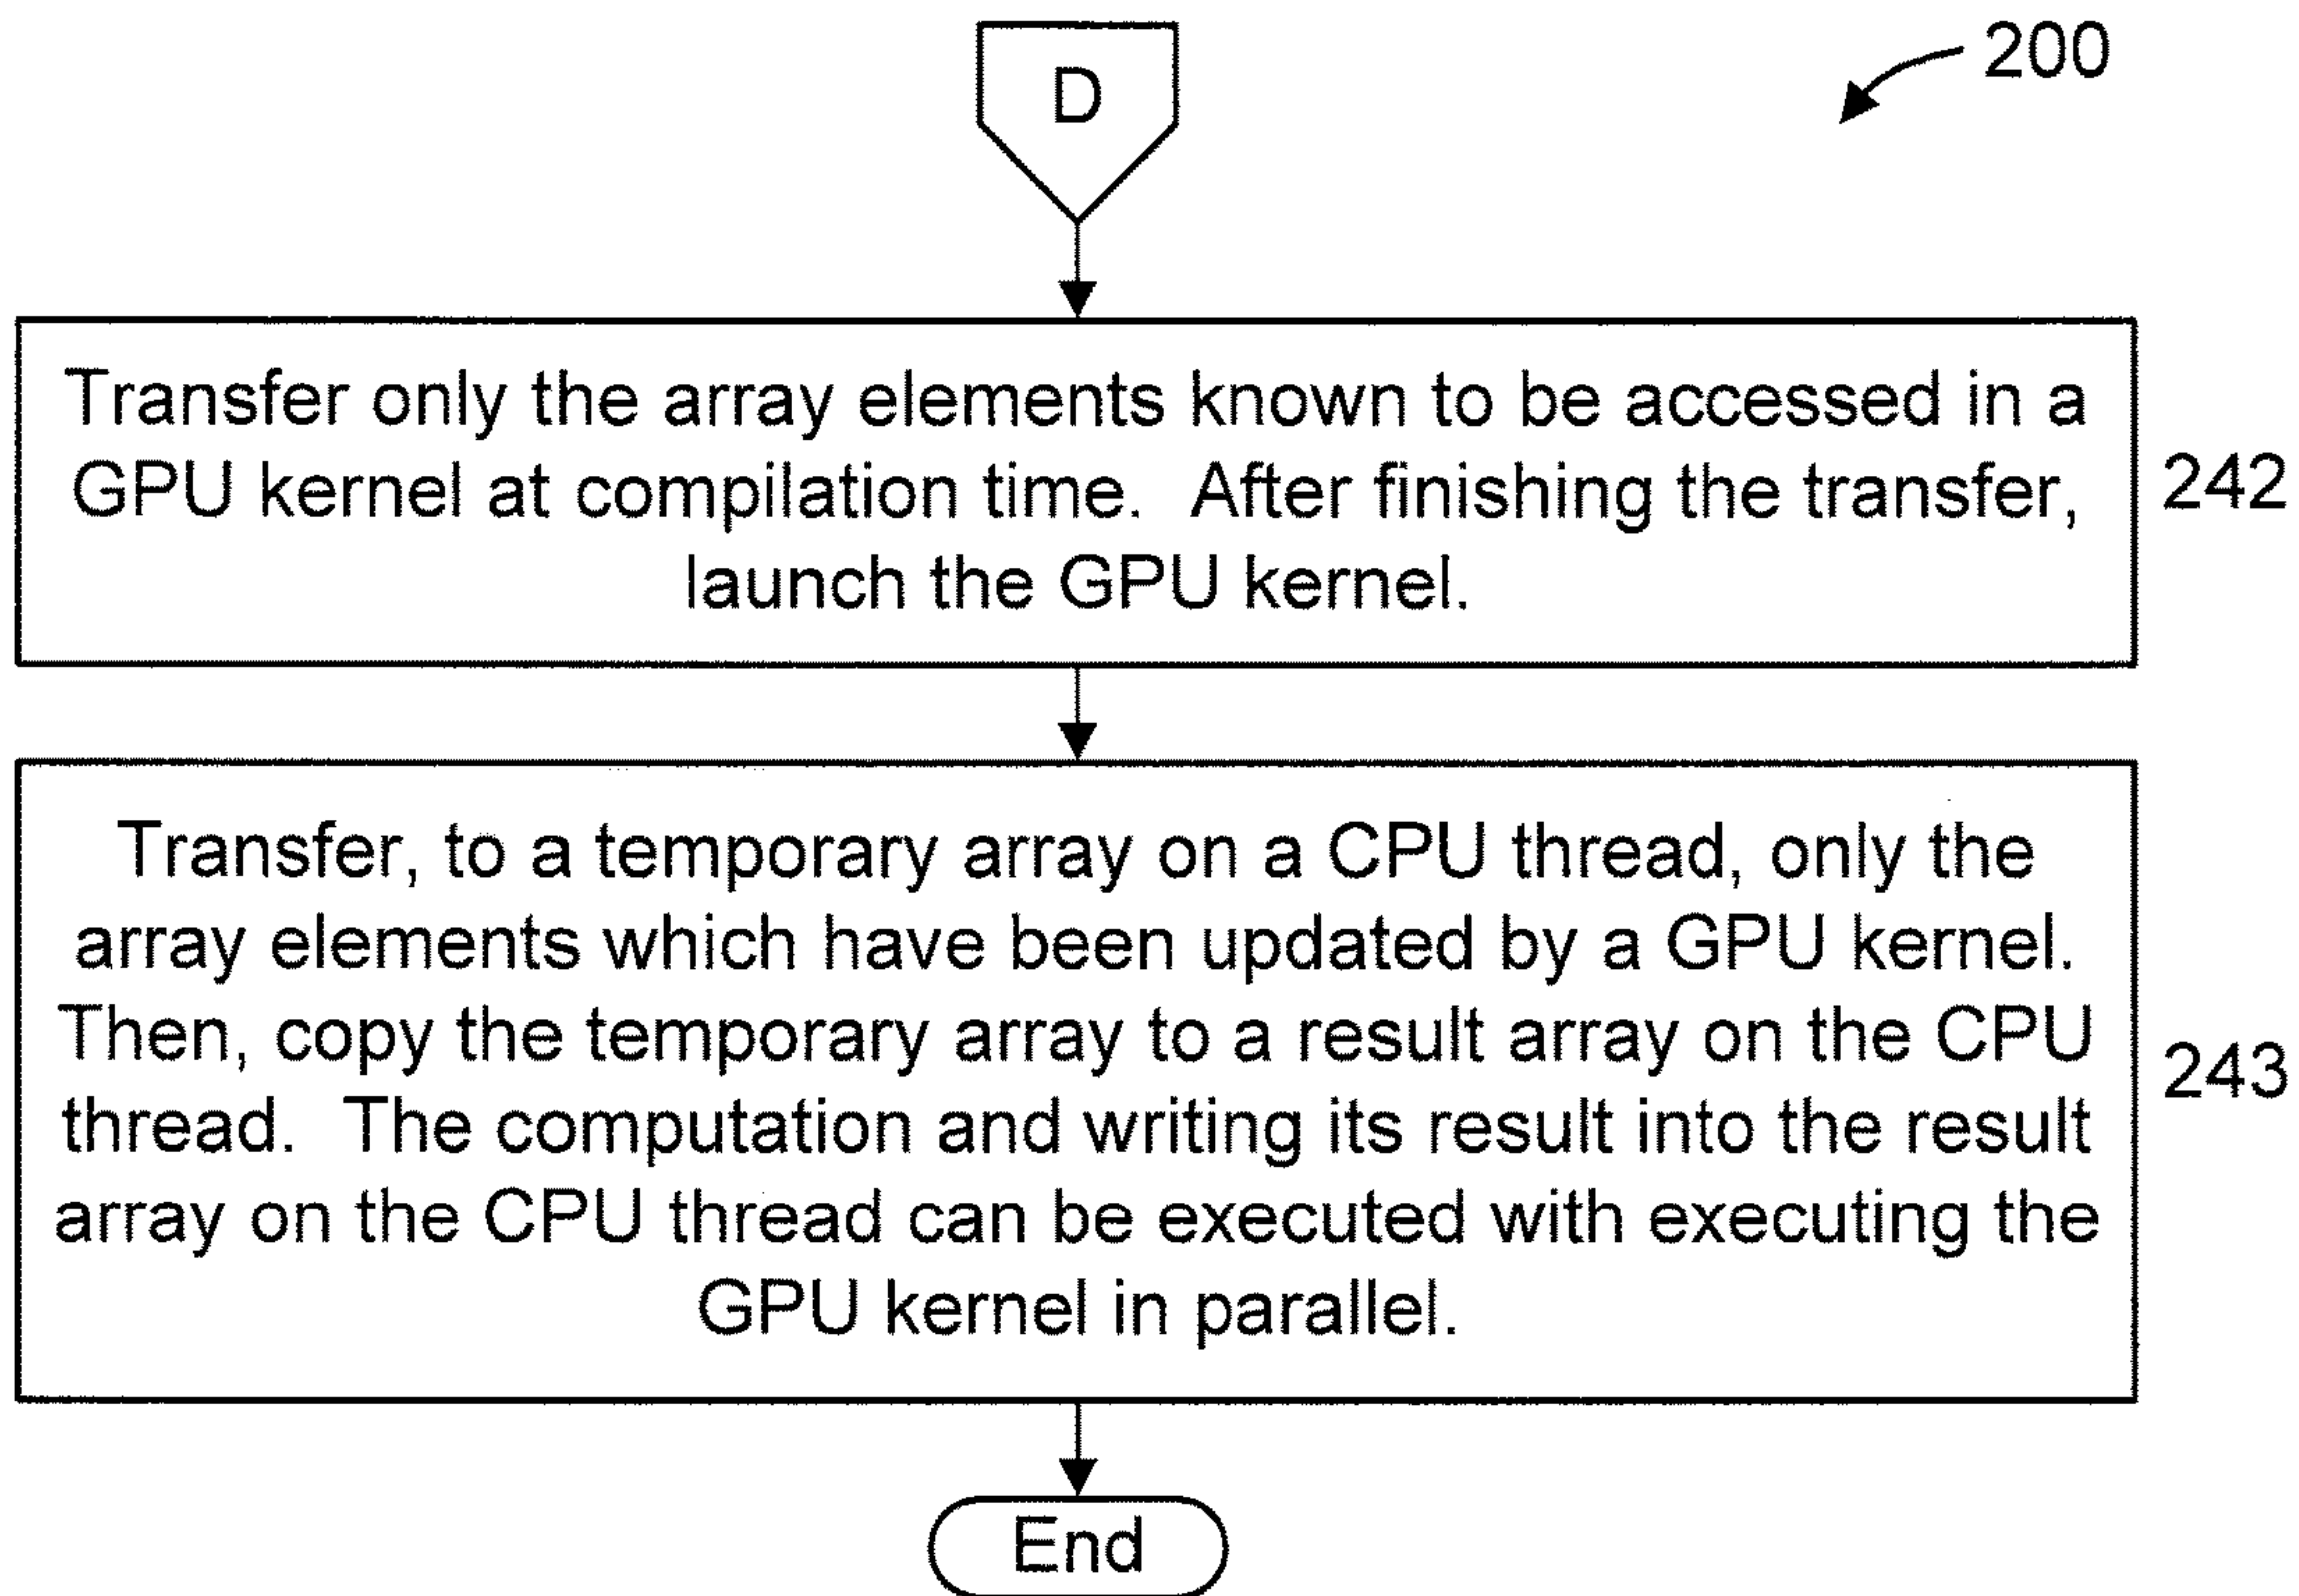 D
200
Transfer only the array elements known to be accessed in a
GPU kernel at compilation time.  After finishing the transfer,
launch the GPU kernel.
242
Transfer, to a temporary array on a CPU thread, only the
array elements which have been updated by a GPU kernel.
Then, copy the temporary array to a result array on the CPU
thread.  The computation and writing its result into the result
array on the CPU thread can be executed with executing the
GPU kernel in parallel.
243
End